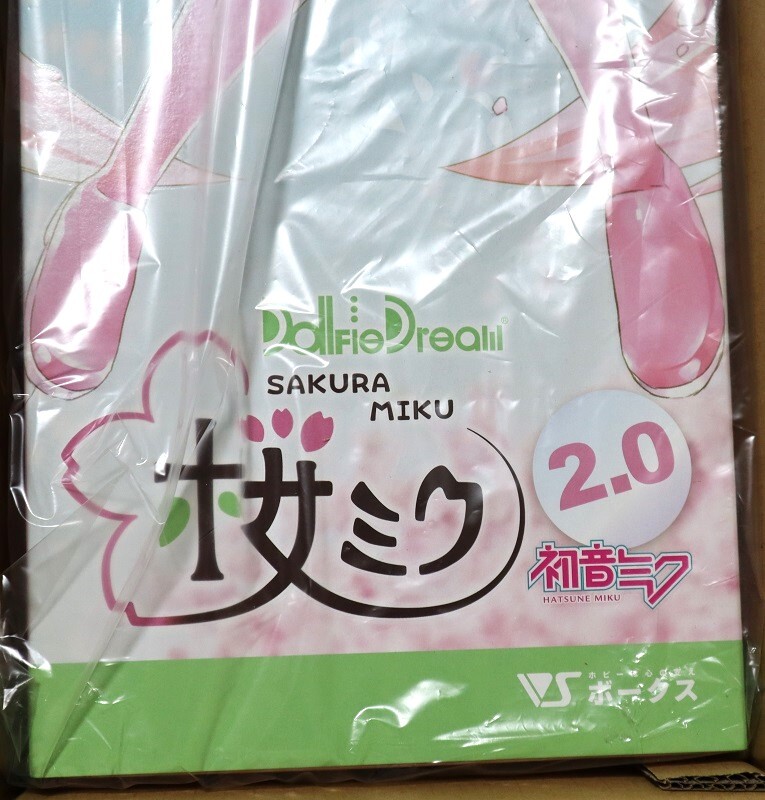 Dollfie Dream®
SAKURA
MIKU
桜ミク
2.0
初音ミク
HATSUNE MIKU
VS ボークス